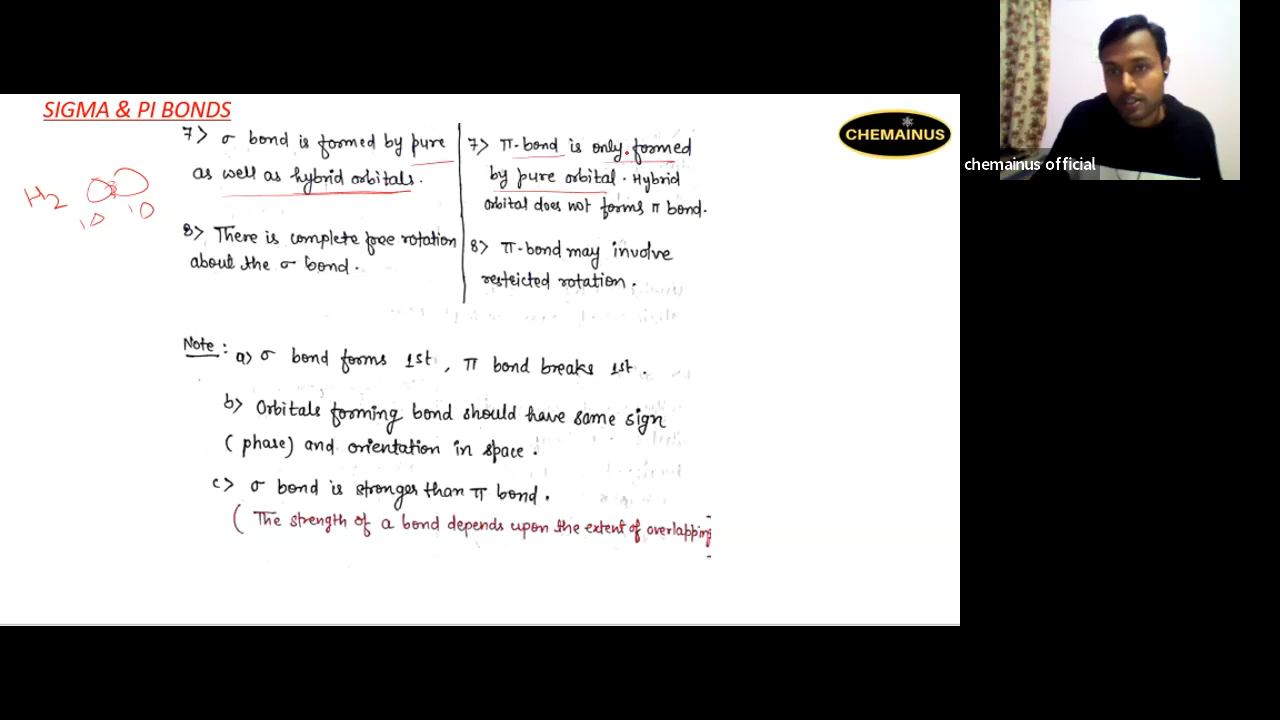 SIGMA & PI BONDS
7> σ bond is formed by pure
as well as hybrid orbitals.
8> There is complete free rotation
about the σ bond.
7> π-bond is only formed
by pure orbital. Hybrid
orbital does not forms π bond.
8> π-bond may involve
restricted rotation.
H2
Note:
a) σ bond forms 1st, π bond breaks 1st.
b) Orbitals forming bond should have same sign
(phase) and orientation in space.
c) σ bond is stronger than π bond.
(The strength of a bond depends upon the extent of overlapping
CHEMAINUS
chemainus official